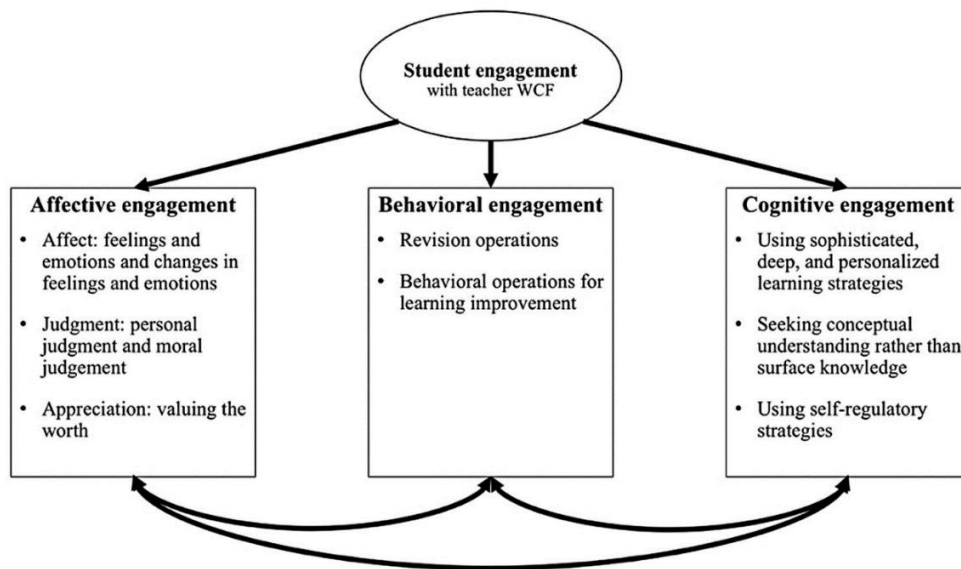 Student engagement
with teacher WCF
Affective engagement
• Affect: feelings and
emotions and changes in
feelings and emotions
• Judgment: personal
judgment and moral
judgement
• Appreciation: valuing the
worth
Behavioral engagement
• Revision operations
• Behavioral operations for
learning improvement
Cognitive engagement
• Using sophisticated,
deep, and personalized
learning strategies
• Seeking conceptual
understanding rather than
surface knowledge
• Using self-regulatory
strategies